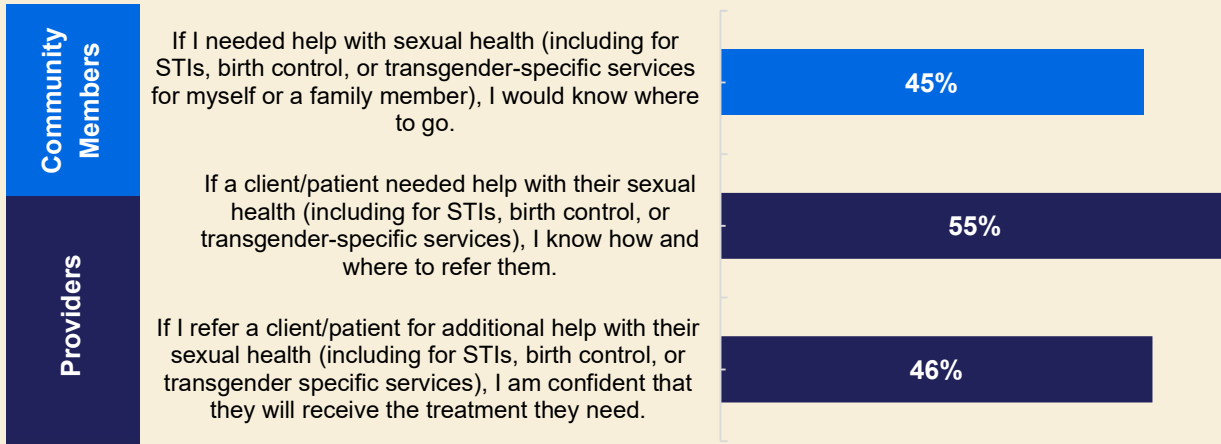 Community
Members
If I needed help with sexual health (including for
STIs, birth control, or transgender-specific services
for myself or a family member), I would know where
to go.
45%
Providers
If a client/patient needed help with their sexual
health (including for STIs, birth control, or
transgender-specific services), I know how and
where to refer them.
55%
If I refer a client/patient for additional help with their
sexual health (including for STIs, birth control, or
transgender specific services), I am confident that
they will receive the treatment they need.
46%